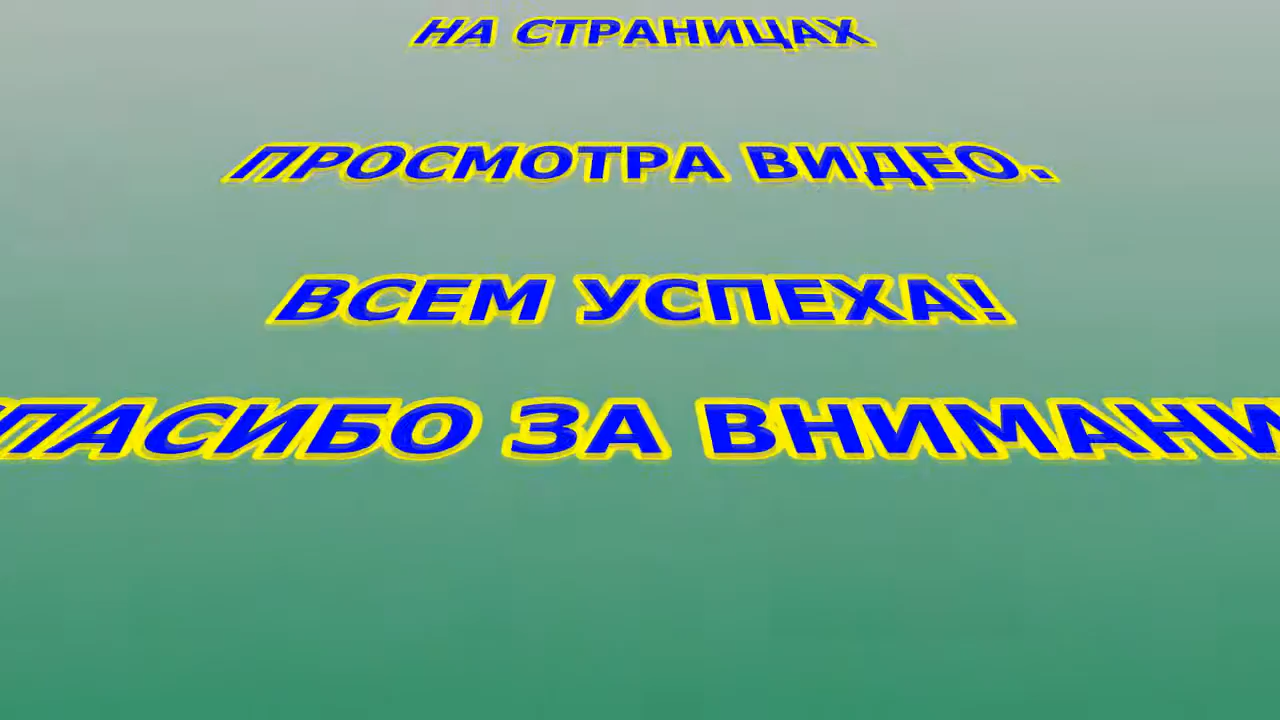 НА СТРАНИЦАХ
ПРОСМОТРА ВИДЕО.
ВСЕМ УСПЕХА!
ПАСИБО ЗА ВНИМАНИ